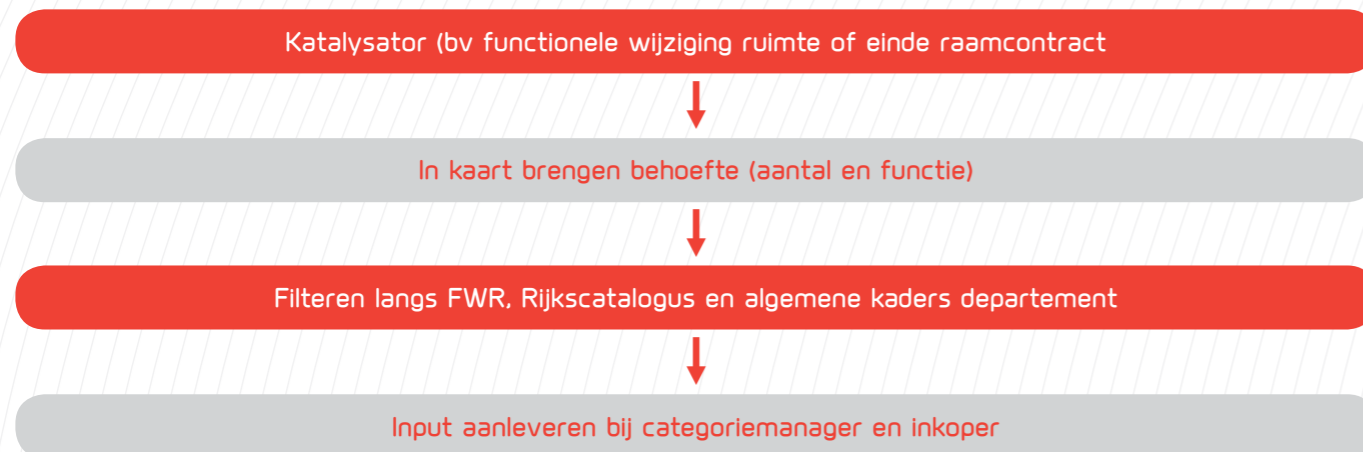 Katalysator (bv functionele wijziging ruimte of einde raamcontract
In kaart brengen behoefte (aantal en functie)
Filteren langs FWR, Rijkscatalogus en algemene kaders departement
Input aanleveren bij categoriemanager en inkoper